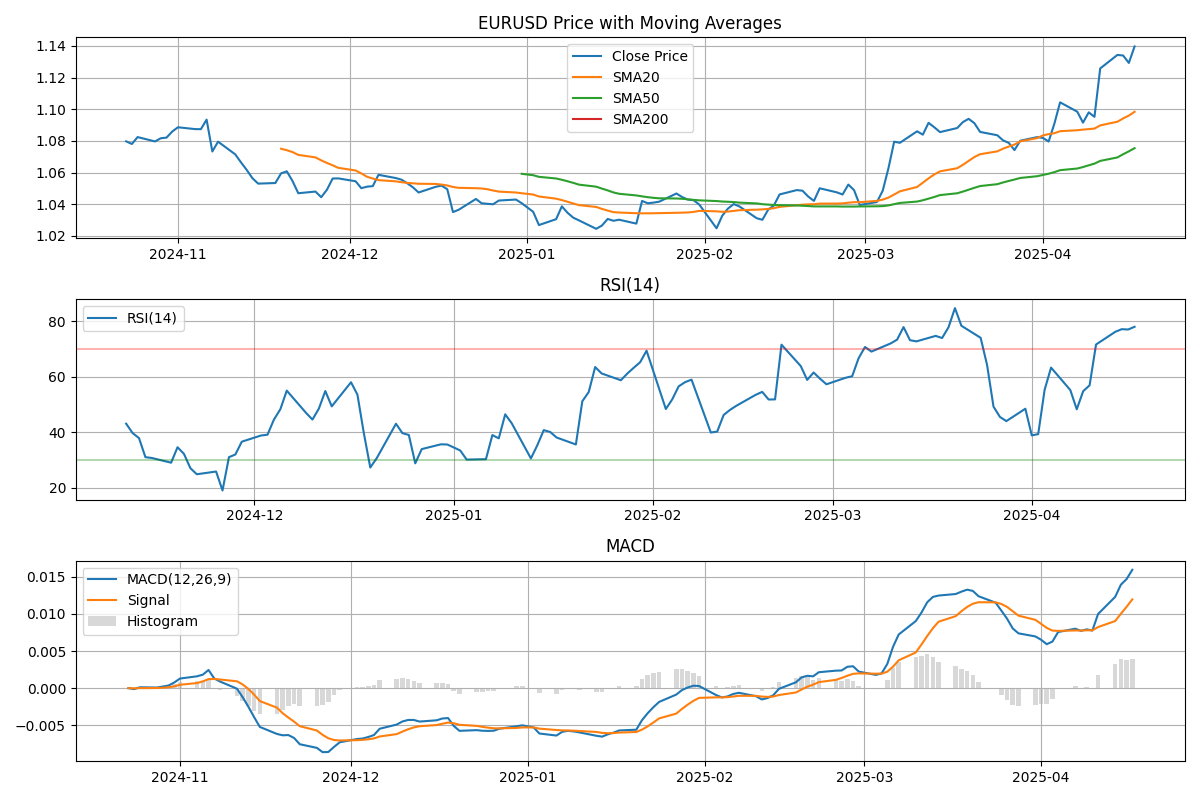 EURUSD Price with Moving Averages
1.14
1.12
1.10
1.08
1.06
1.04
1.02
Close Price
SMA20
SMA50
SMA200
2024-11 2024-12 2025-01 2025-02 2025-03 2025-04
RSI(14)
80
60
40
20
RSI(14)
2024-12 2025-01 2025-02 2025-03 2025-04
MACD
0.015
0.010
0.005
0.000
−0.005
MACD(12,26,9)
Signal
Histogram
2024-11 2024-12 2025-01 2025-02 2025-03 2025-04